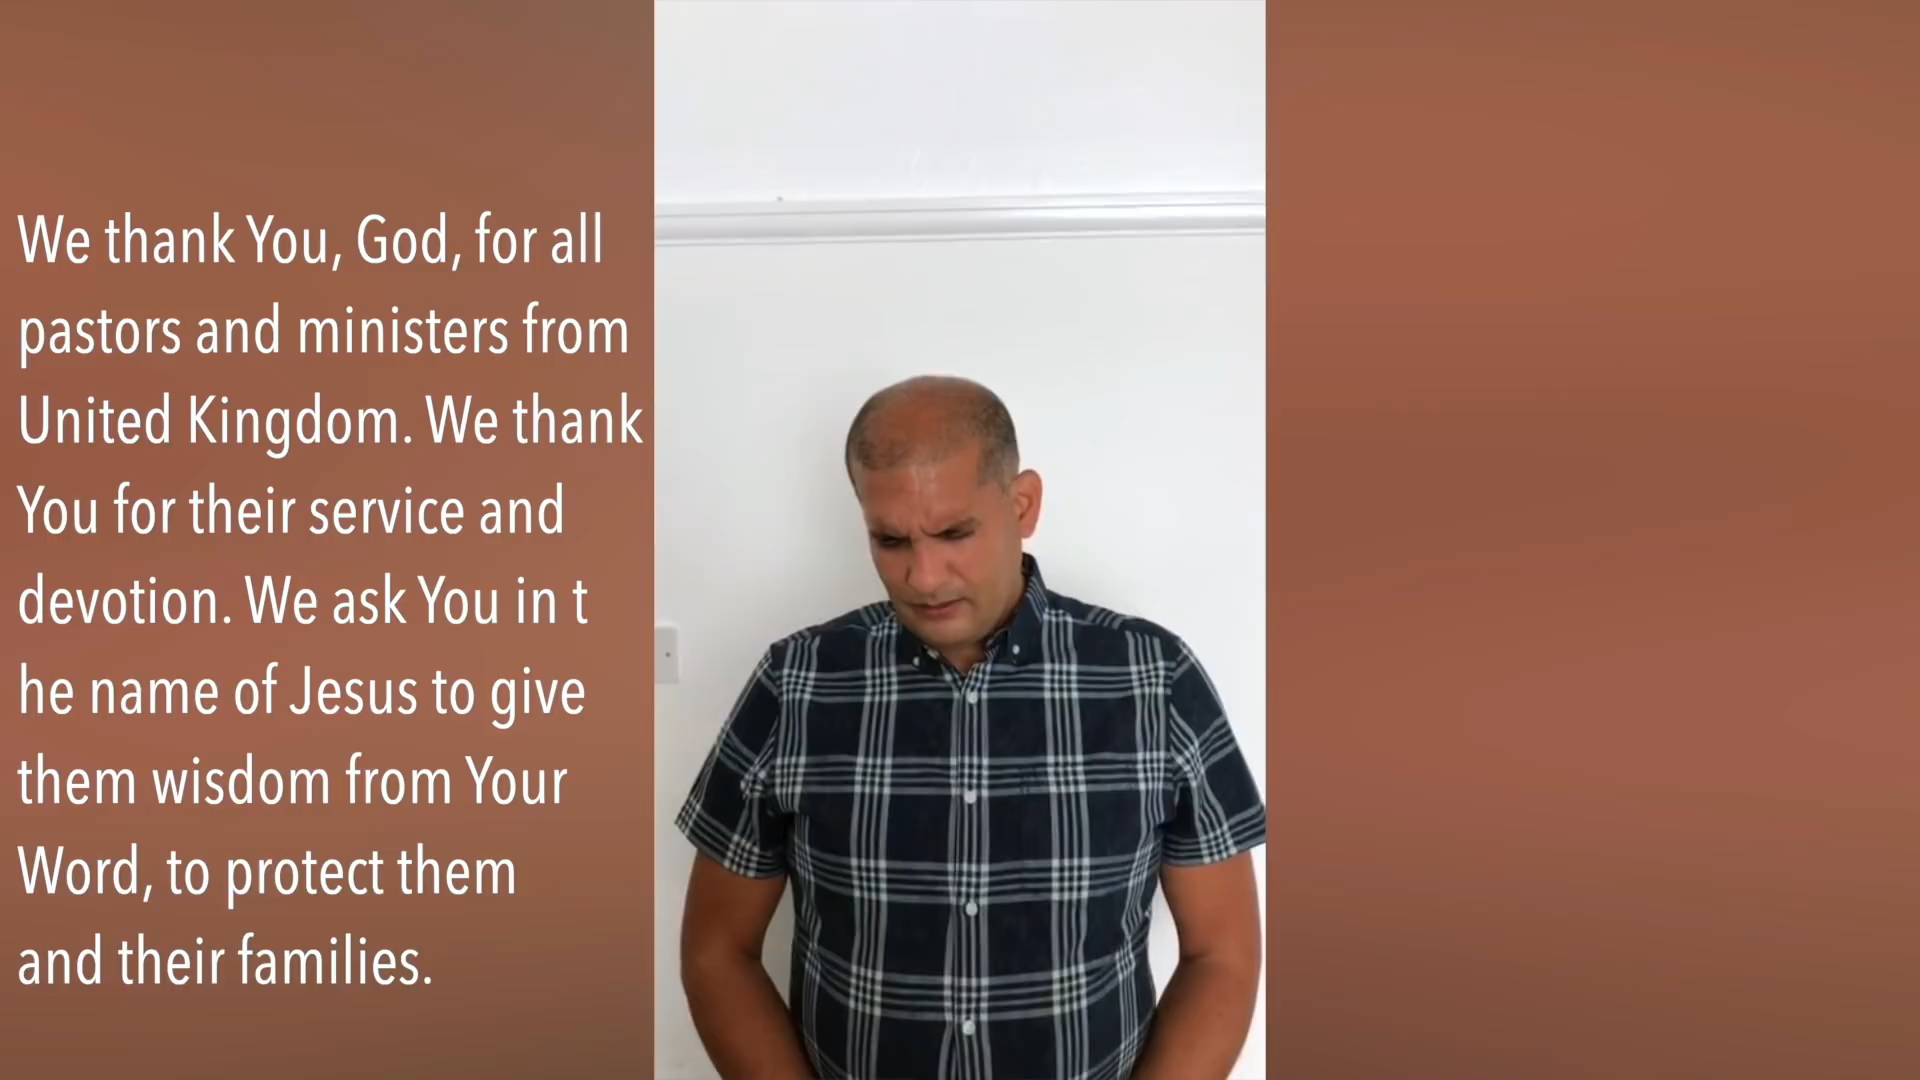 We thank You, God, for all
pastors and ministers from
United Kingdom. We thank
You for their service and
devotion. We ask You in t
he name of Jesus to give
them wisdom from Your
Word, to protect them
and their families.